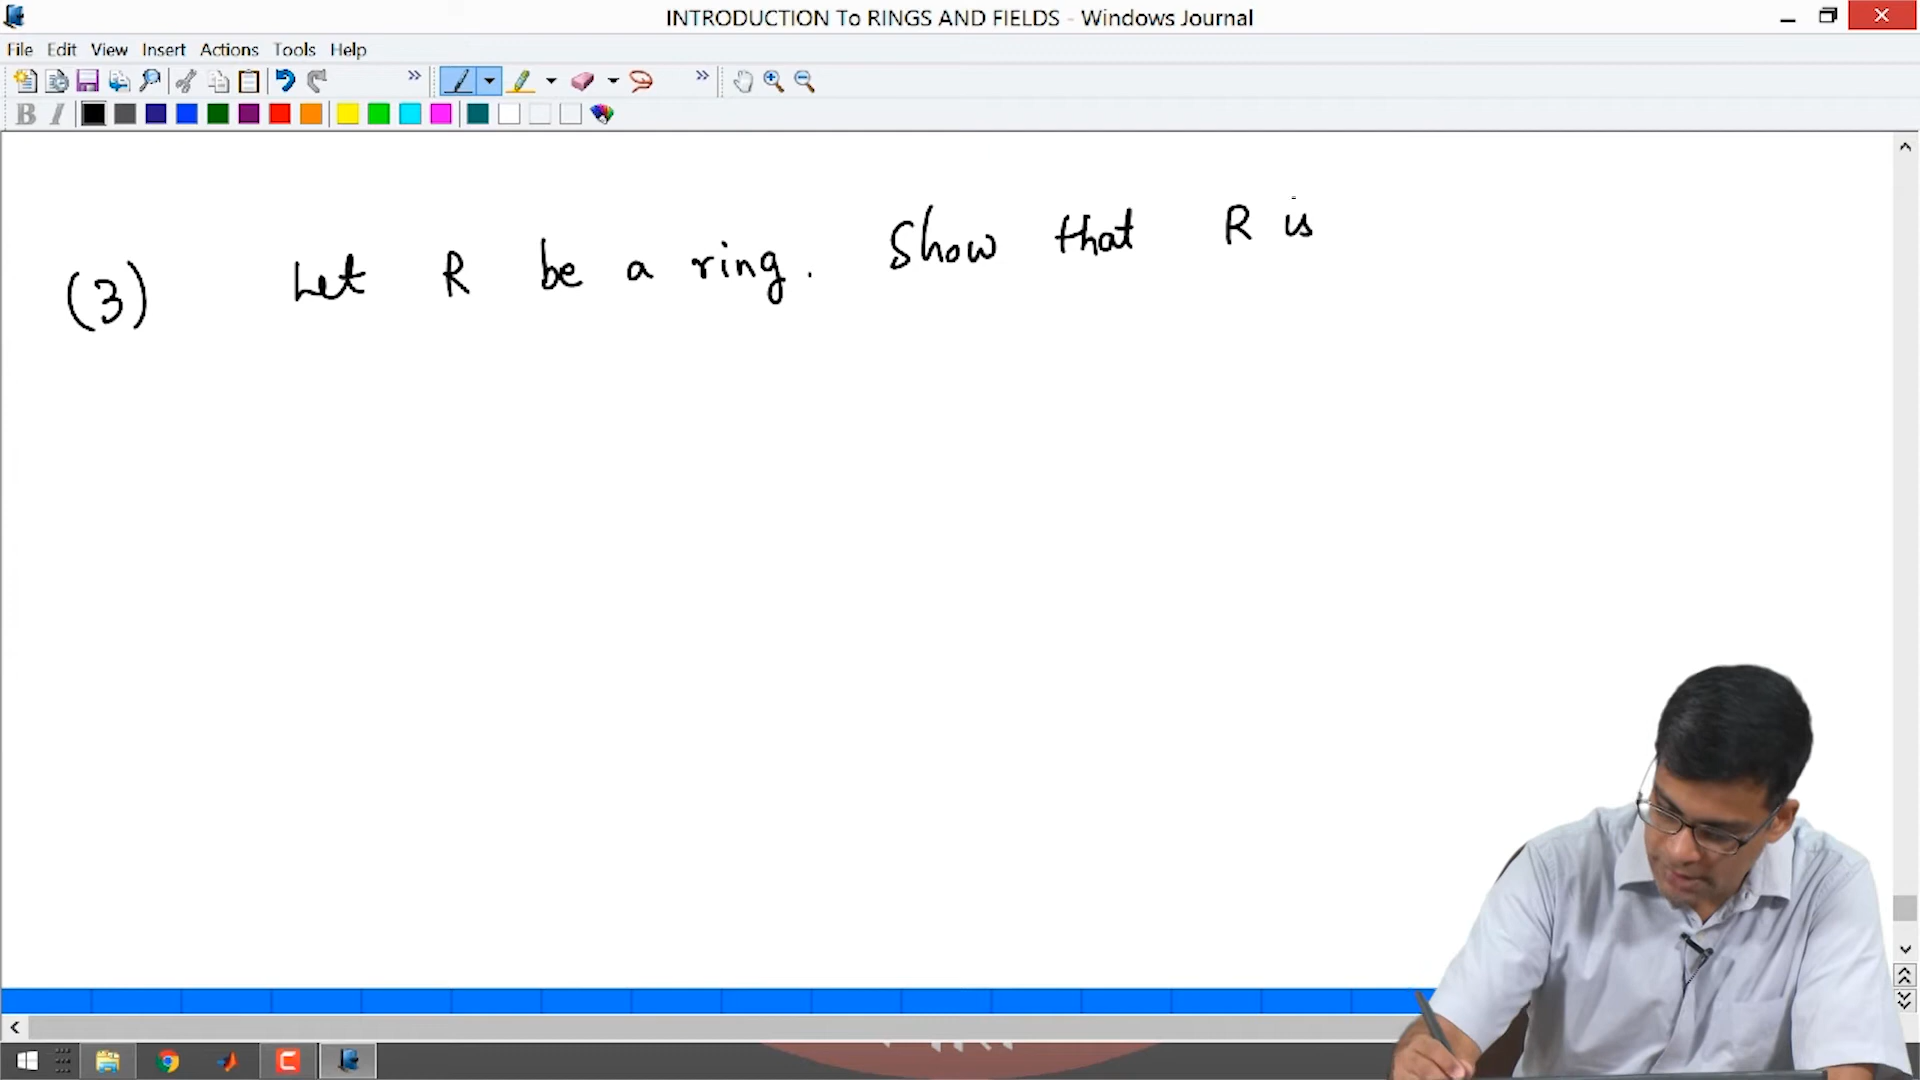 INTRODUCTION To RINGS AND FIELDS - Windows Journal
File Edit View Insert Actions Tools Help
B I
(3) Let R be a ring. Show that R is